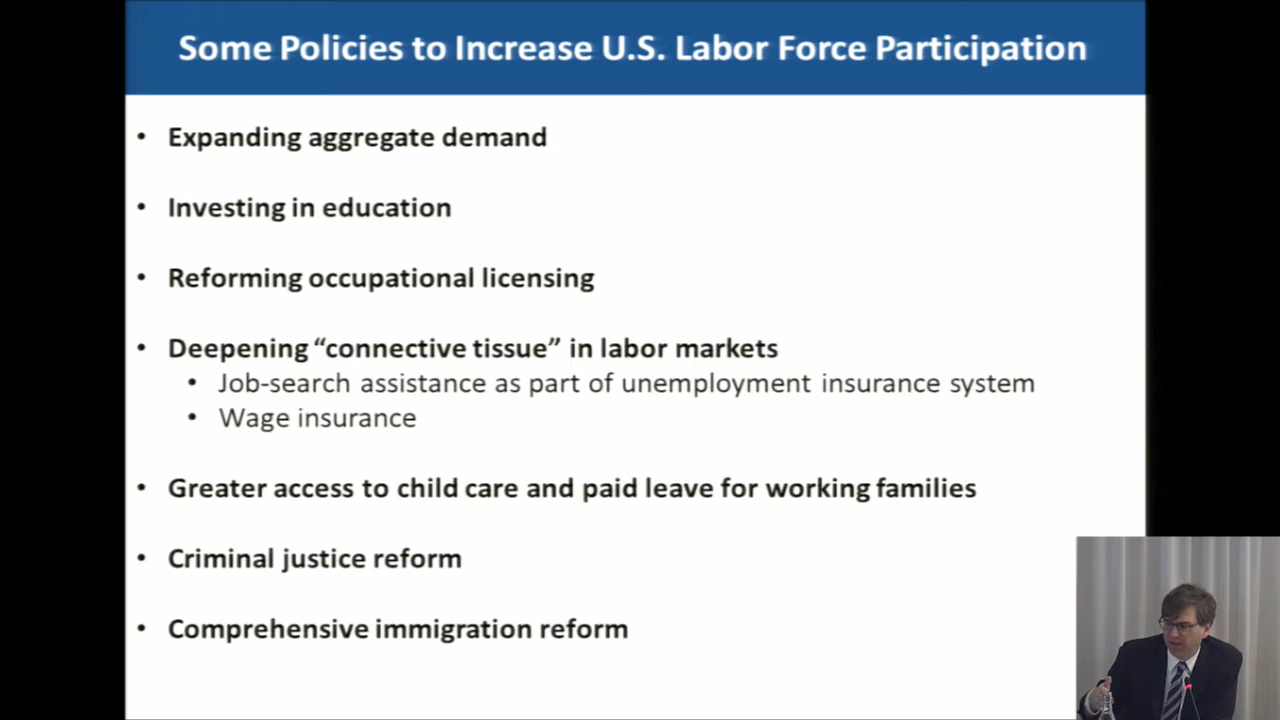 Some Policies to Increase U.S. Labor Force Participation
• Expanding aggregate demand
• Investing in education
• Reforming occupational licensing
• Deepening “connective tissue” in labor markets
• Job-search assistance as part of unemployment insurance system
• Wage insurance
• Greater access to child care and paid leave for working families
• Criminal justice reform
• Comprehensive immigration reform